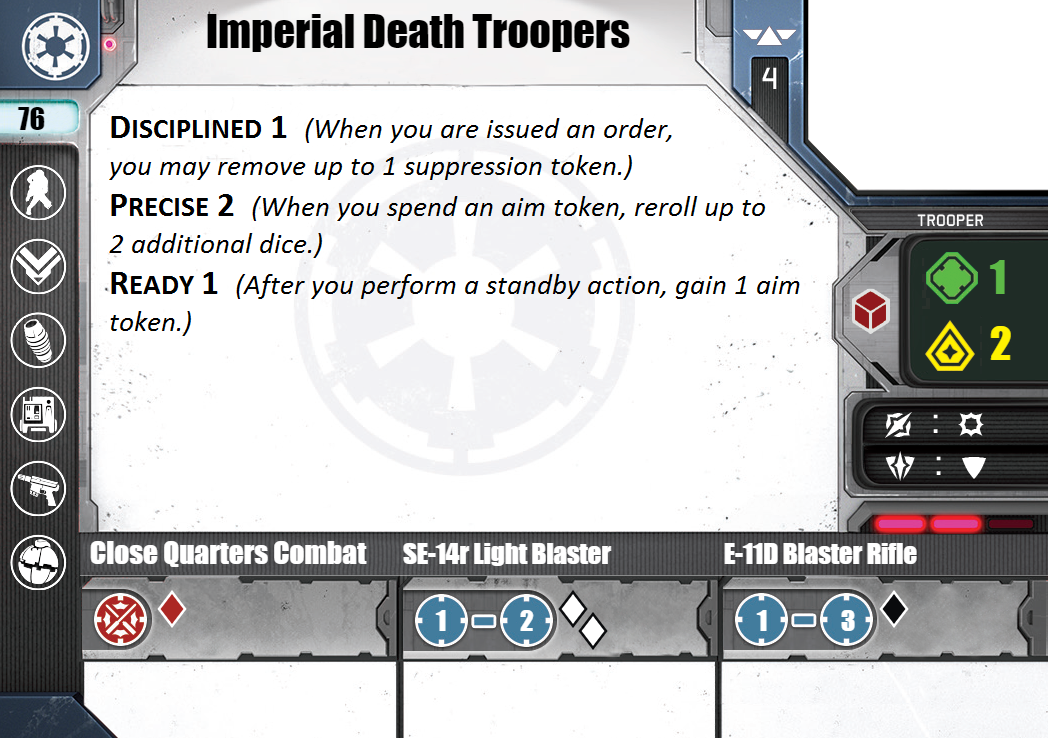 Imperial Death Troopers
4
76
DISCIPLINED 1 (When you are issued an order,
you may remove up to 1 suppression token.)
PRECISE 2 (When you spend an aim token, reroll up to
2 additional dice.)
READY 1 (After you perform a standby action, gain 1 aim
token.)
TROOPER
1
2
:
:
Close Quarters Combat
SE-14r Light Blaster
1 - 2
E-11D Blaster Rifle
1 - 3